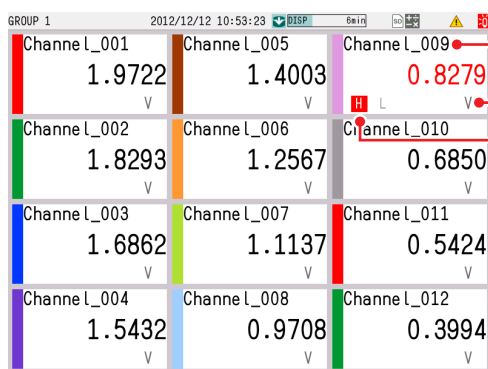 GROUP 1 2012/12/12 10:53:23 DISP 6min SD
Channel_001 Channel_005 Channel_009
1.9722 1.4003 0.8279
V V H L V
Channel_002 Channel_006 Channel_010
1.8293 1.2567 0.6850
V V V
Channel_003 Channel_007 Channel_011
1.6862 1.1137 0.5424
V V V
Channel_004 Channel_008 Channel_012
1.5432 0.9708 0.3994
V V V